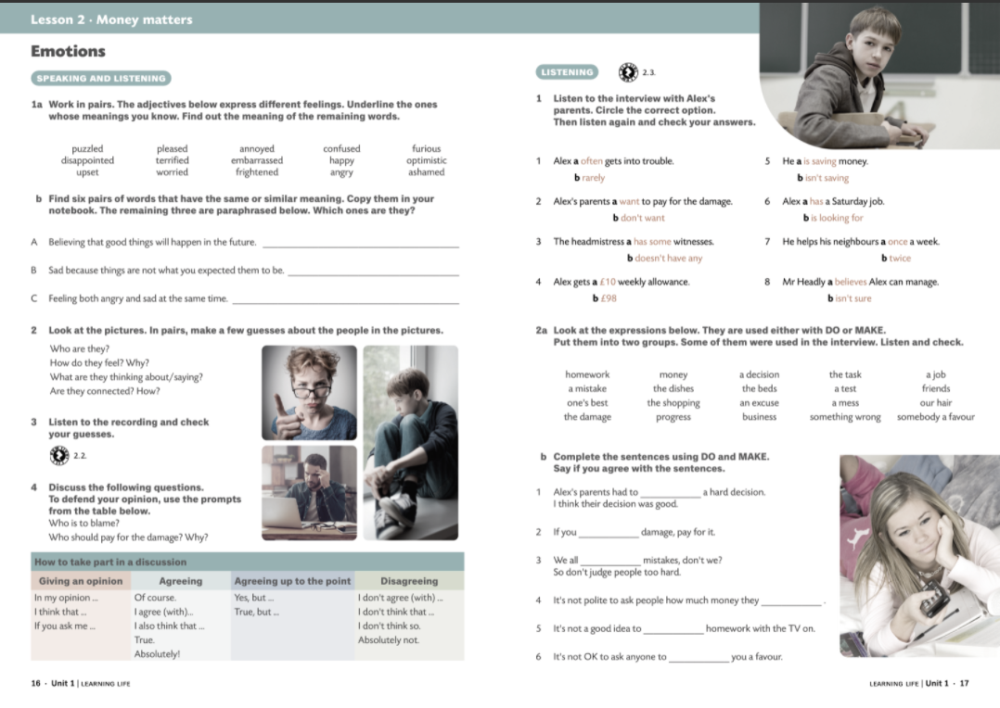 Lesson 2 · Money matters
Emotions
SPEAKING AND LISTENING
1a Work in pairs. The adjectives below express different feelings. Underline the ones
whose meanings you know. Find out the meaning of the remaining words.
puzzled pleased annoyed confused furious
disappointed terrified embarrassed happy optimistic
upset worried frightened angry ashamed
b Find six pairs of words that have the same or similar meaning. Copy them in your
notebook. The remaining three are paraphrased below. Which ones are they?
A Believing that good things will happen in the future. ____________________
B Sad because things are not what you expected them to be. ____________________
C Feeling both angry and sad at the same time. ____________________
2 Look at the pictures. In pairs, make a few guesses about the people in the pictures.
Who are they?
How do they feel? Why?
What are they thinking about/saying?
Are they connected? How?
3 Listen to the recording and check
your guesses.
2.2.
4 Discuss the following questions.
To defend your opinion, use the prompts
from the table below.
Who is to blame?
Who should pay for the damage? Why?
How to take part in a discussion
Giving an opinion Agreeing Agreeing up to the point Disagreeing
In my opinion ... Of course. Yes, but ... I don't agree (with) ...
I think that ... I agree (with)... True, but ... I don't think that ...
If you ask me ... I also think that ... I don't think so.
True. Absolutely not.
Absolutely!
16 · Unit 1 | LEARNING LIFE
LISTENING 2.3.
1 Listen to the interview with Alex's
parents. Circle the correct option.
Then listen again and check your answers.
1 Alex a often gets into trouble.
b rarely
2 Alex's parents a want to pay for the damage.
b don't want
3 The headmistress a has some witnesses.
b doesn't have any
4 Alex gets a £10 weekly allowance.
b £98
5 He a is saving money.
b isn't saving
6 Alex a has a Saturday job.
b is looking for
7 He helps his neighbours a once a week.
b twice
8 Mr Headly a believes Alex can manage.
b isn't sure
2a Look at the expressions below. They are used either with DO or MAKE.
Put them into two groups. Some of them were used in the interview. Listen and check.
homework money a decision the task a job
a mistake the dishes the beds a test friends
one's best the shopping an excuse a mess our hair
the damage progress business something wrong somebody a favour
b Complete the sentences using DO and MAKE.
Say if you agree with the sentences.
1 Alex's parents had to ____________ a hard decision.
I think their decision was good.
2 If you ____________ damage, pay for it.
3 We all ____________ mistakes, don't we?
So don't judge people too hard.
4 It's not polite to ask people how much money they ____________ .
5 It's not a good idea to ____________ homework with the TV on.
6 It's not OK to ask anyone to ____________ you a favour.
LEARNING LIFE | Unit 1 · 17